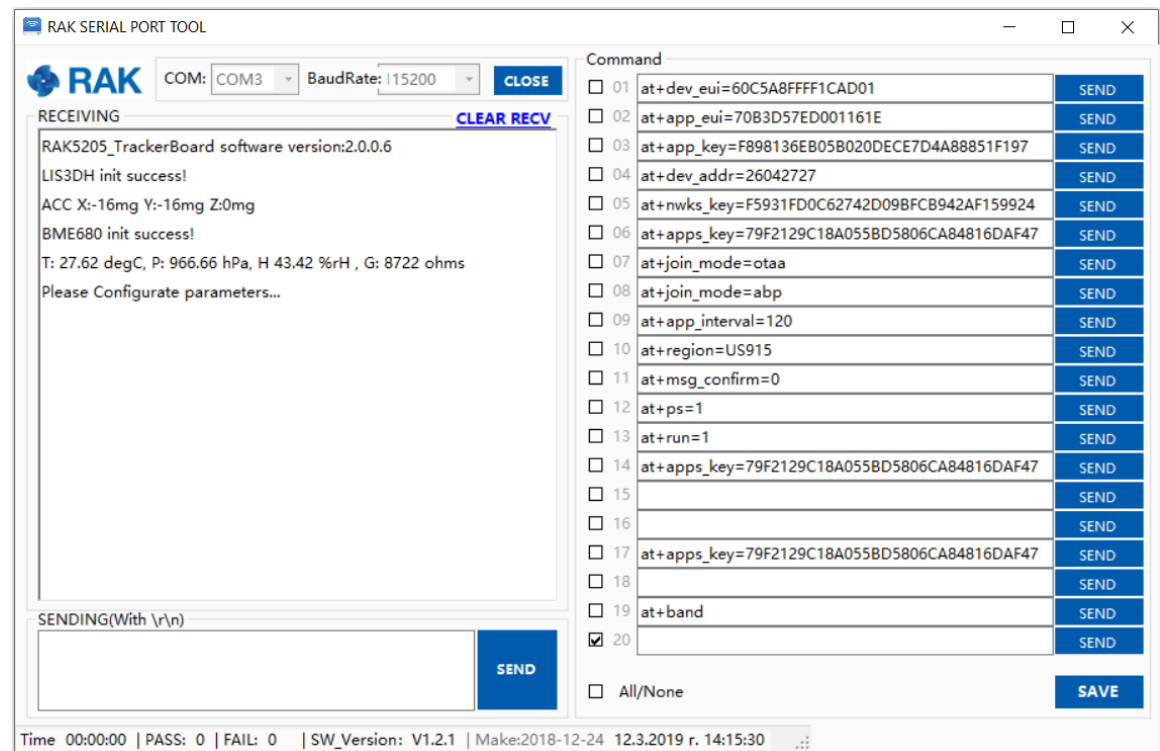 RAK SERIAL PORT TOOL
RAK
COM: COM3 BaudRate: 115200 CLOSE
RECEIVING CLEAR RECV
RAK5205_TrackerBoard software version:2.0.0.6
LIS3DH init success!
ACC X:-16mg Y:-16mg Z:0mg
BME680 init success!
T: 27.62 degC, P: 966.66 hPa, H 43.42 %rH , G: 8722 ohms
Please Configurate parameters...
SENDING(With \r\n)
SEND
Command
01 at+dev_eui=60C5A8FFFF1CAD01 SEND
02 at+app_eui=70B3D57ED001161E SEND
03 at+app_key=F898136EB05B020DECE7D4A88851F197 SEND
04 at+dev_addr=26042727 SEND
05 at+nwks_key=F5931FD0C62742D09BFCB942AF159924 SEND
06 at+apps_key=79F2129C18A055BD5806CA84816DAF47 SEND
07 at+join_mode=otaa SEND
08 at+join_mode=abp SEND
09 at+app_interval=120 SEND
10 at+region=US915 SEND
11 at+msg_confirm=0 SEND
12 at+ps=1 SEND
13 at+run=1 SEND
14 at+apps_key=79F2129C18A055BD5806CA84816DAF47 SEND
15 SEND
16 SEND
17 at+apps_key=79F2129C18A055BD5806CA84816DAF47 SEND
18 SEND
19 at+band SEND
20 SEND
All/None SAVE
Time 00:00:00 | PASS: 0 | FAIL: 0 | SW_Version: V1.2.1 | Make:2018-12-24 12.3.2019 г. 14:15:30